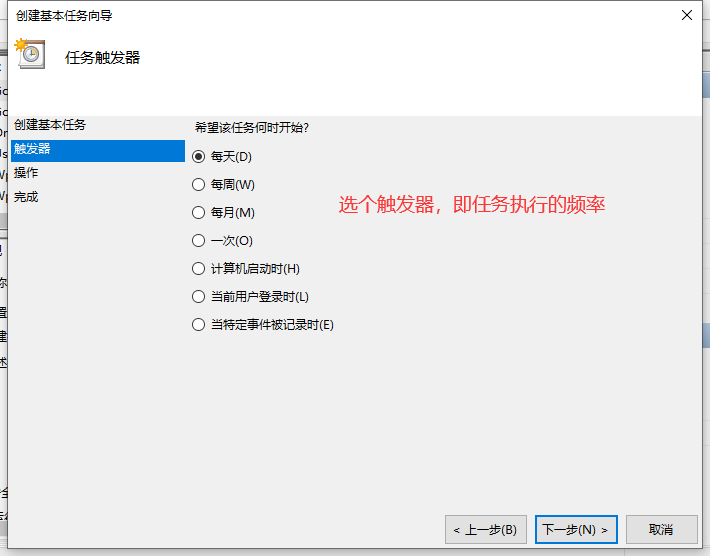 创建基本任务向导
任务触发器
创建基本任务
触发器
操作
完成
希望该任务何时开始?
每天(D)
每周(W)
每月(M)
一次(O)
计算机启动时(H)
当前用户登录时(L)
当特定事件被记录时(E)
选个触发器，即任务执行的频率
< 上一步(B)
下一步(N) >
取消